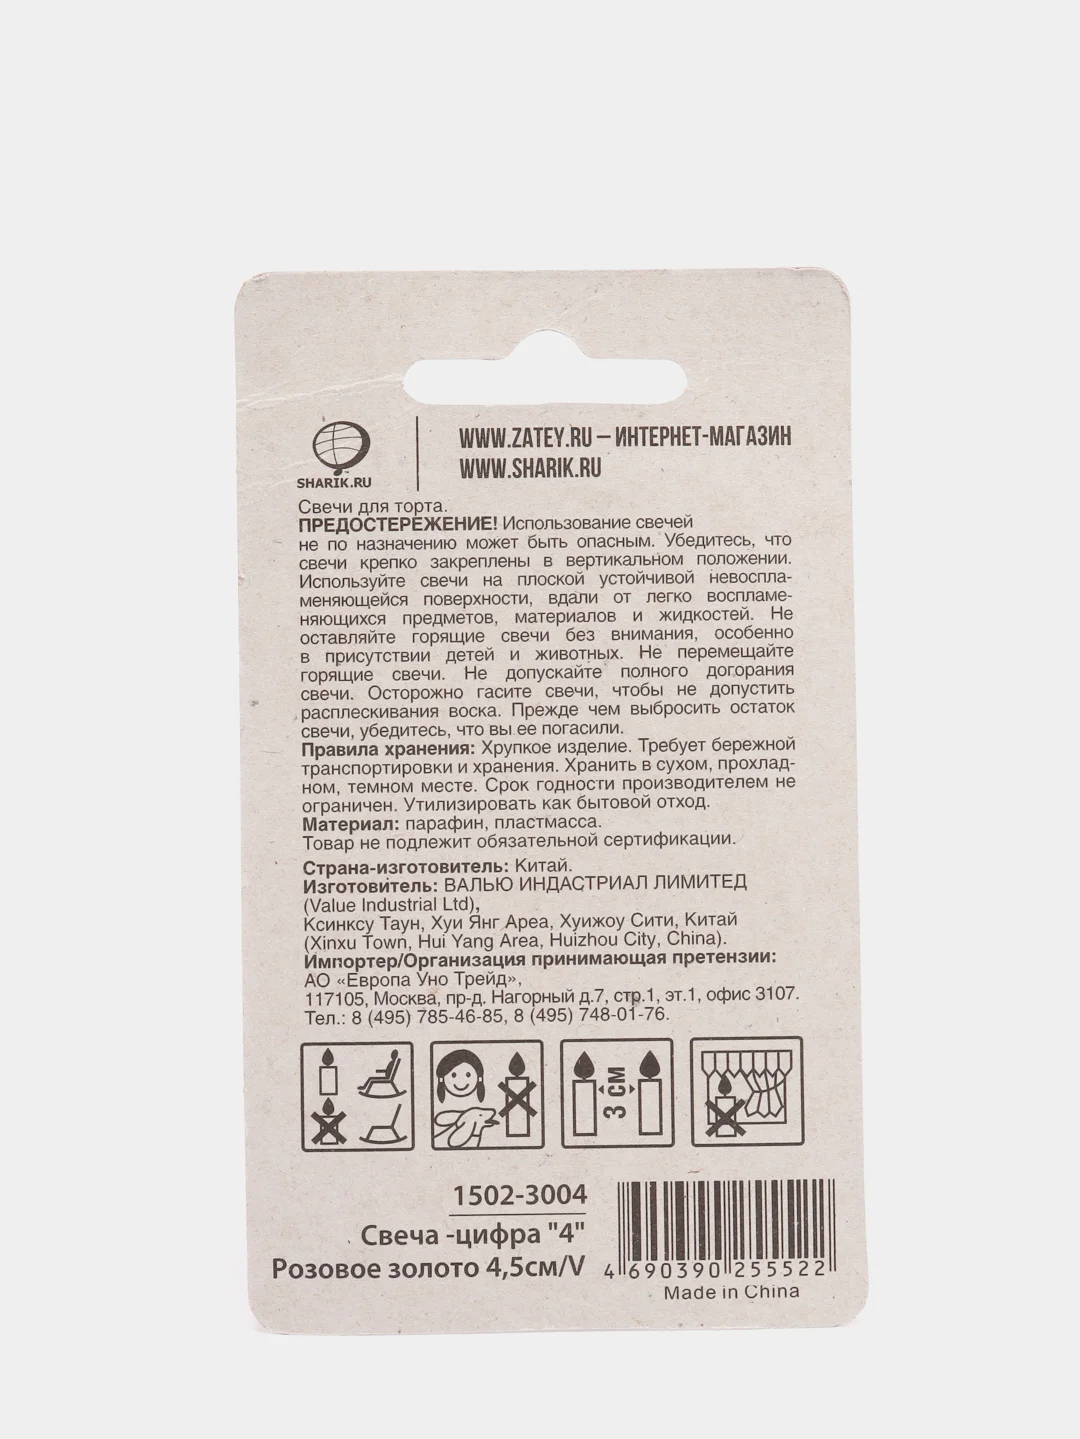 SHARIK.RU
WWW.ZATEY.RU – ИНТЕРНЕТ-МАГАЗИН
WWW.SHARIK.RU
Свечи для торта.
ПРЕДОСТЕРЕЖЕНИЕ! Использование свечей
не по назначению может быть опасным. Убедитесь, что
свечи крепко закреплены в вертикальном положении.
Используйте свечи на плоской устойчивой невоспла-
меняющейся поверхности, вдали от легко воспламе-
няющихся предметов, материалов и жидкостей. Не
оставляйте горящие свечи без внимания, особенно
в присутствии детей и животных. Не перемещайте
горящие свечи. Не допускайте полного догорания
свечи. Осторожно гасите свечи, чтобы не допустить
расплескивания воска. Прежде чем выбросить остаток
свечи, убедитесь, что вы ее погасили.
Правила хранения: Хрупкое изделие. Требует бережной
транспортировки и хранения. Хранить в сухом, прохлад-
ном, темном месте. Срок годности производителем не
ограничен. Утилизировать как бытовой отход.
Материал: парафин, пластмасса.
Товар не подлежит обязательной сертификации.
Страна-изготовитель: Китай.
Изготовитель: ВАЛЬЮ ИНДАСТРИАЛ ЛИМИТЕД
(Value Industrial Ltd),
Ксинксу Таун, Хуи Янг Ареа, Хуижоу Сити, Китай
(Xinxu Town, Hui Yang Area, Huizhou City, China).
Импортер/Организация принимающая претензии:
АО «Европа Уно Трейд»,
117105, Москва, пр-д. Нагорный д.7, стр.1, эт.1, офис 3107.
Тел.: 8 (495) 785-46-85, 8 (495) 748-01-76.
3 см
1502-3004
Свеча -цифра "4"
Розовое золото 4,5см/V
4 690390 255522
Made in China